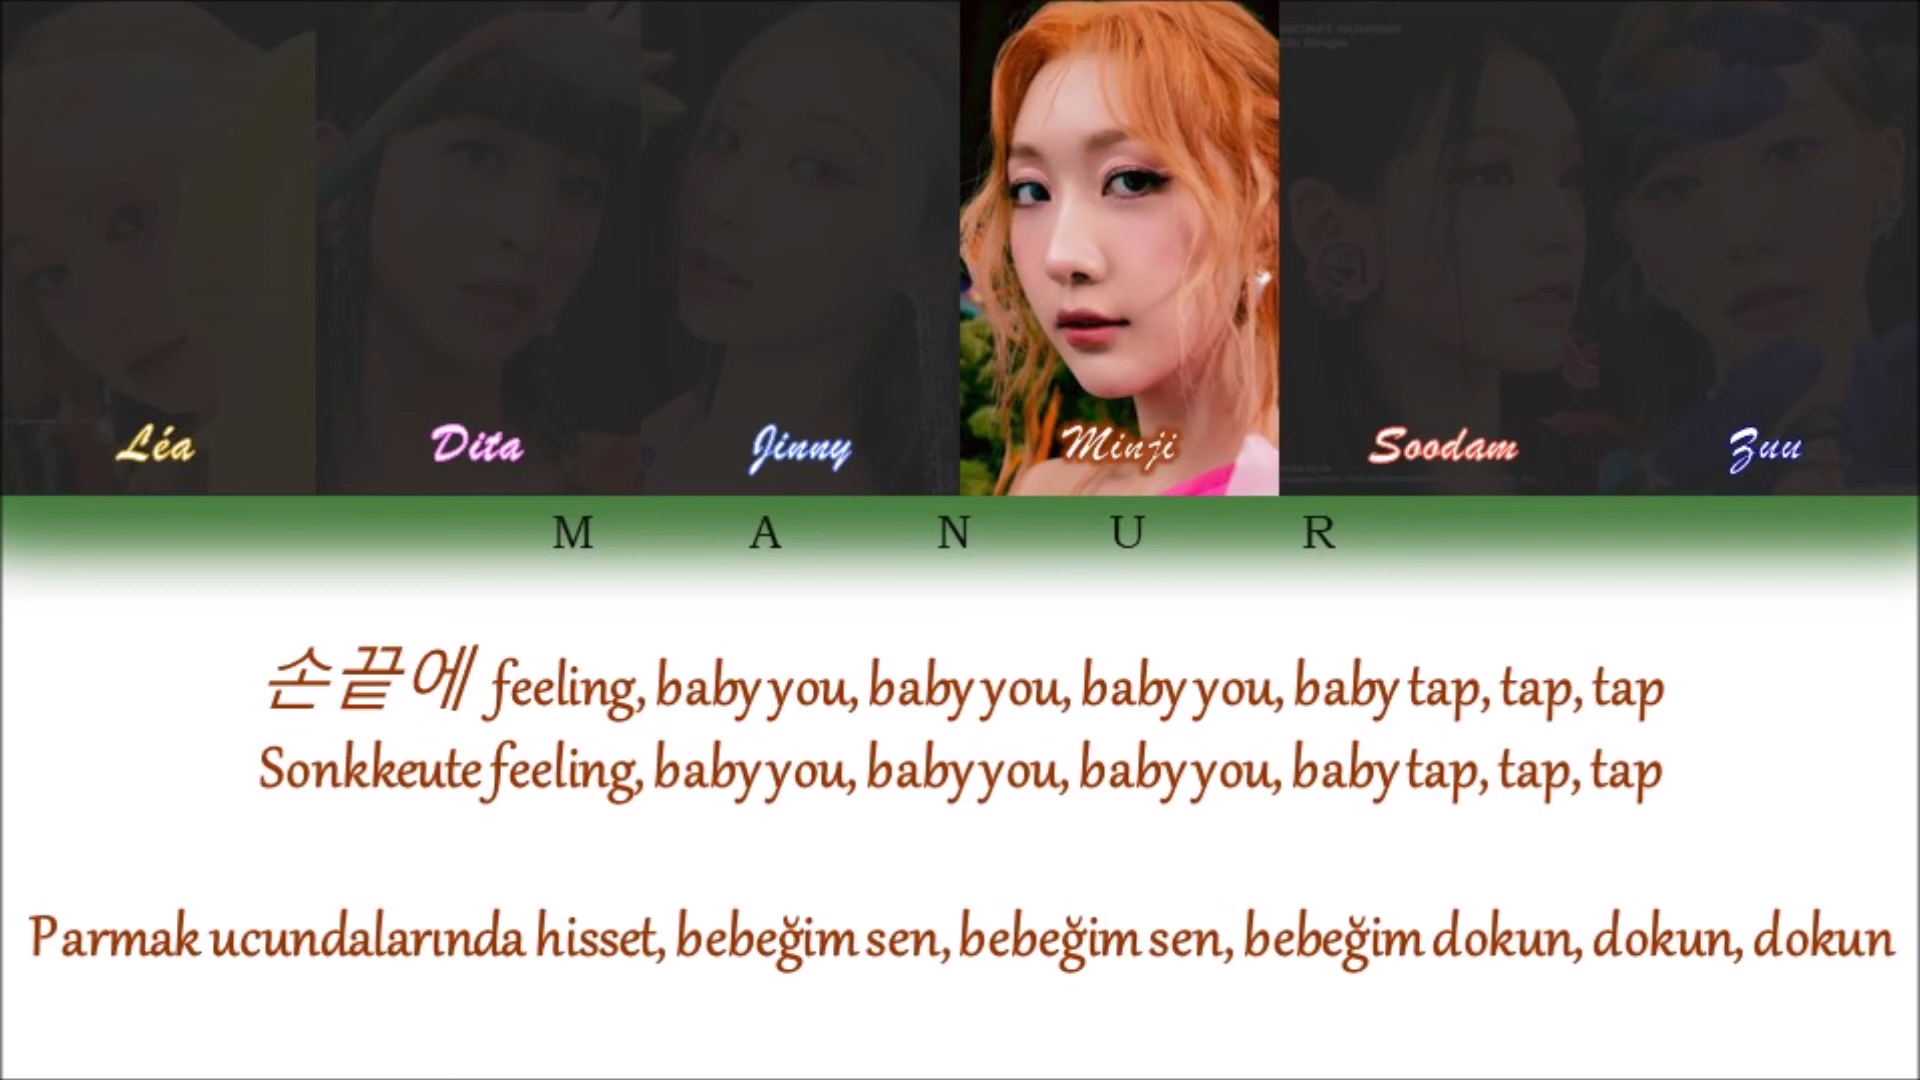 SECRET NUMBER
Léa Dita Jinny Minji Soodam Zuu
M A N U R
손끝에 feeling, baby you, baby you, baby you, baby tap, tap, tap
Sonkkeute feeling, baby you, baby you, baby you, baby tap, tap, tap
Parmak ucundalarında hisset, bebeğim sen, bebeğim sen, bebeğim dokun, dokun, dokun